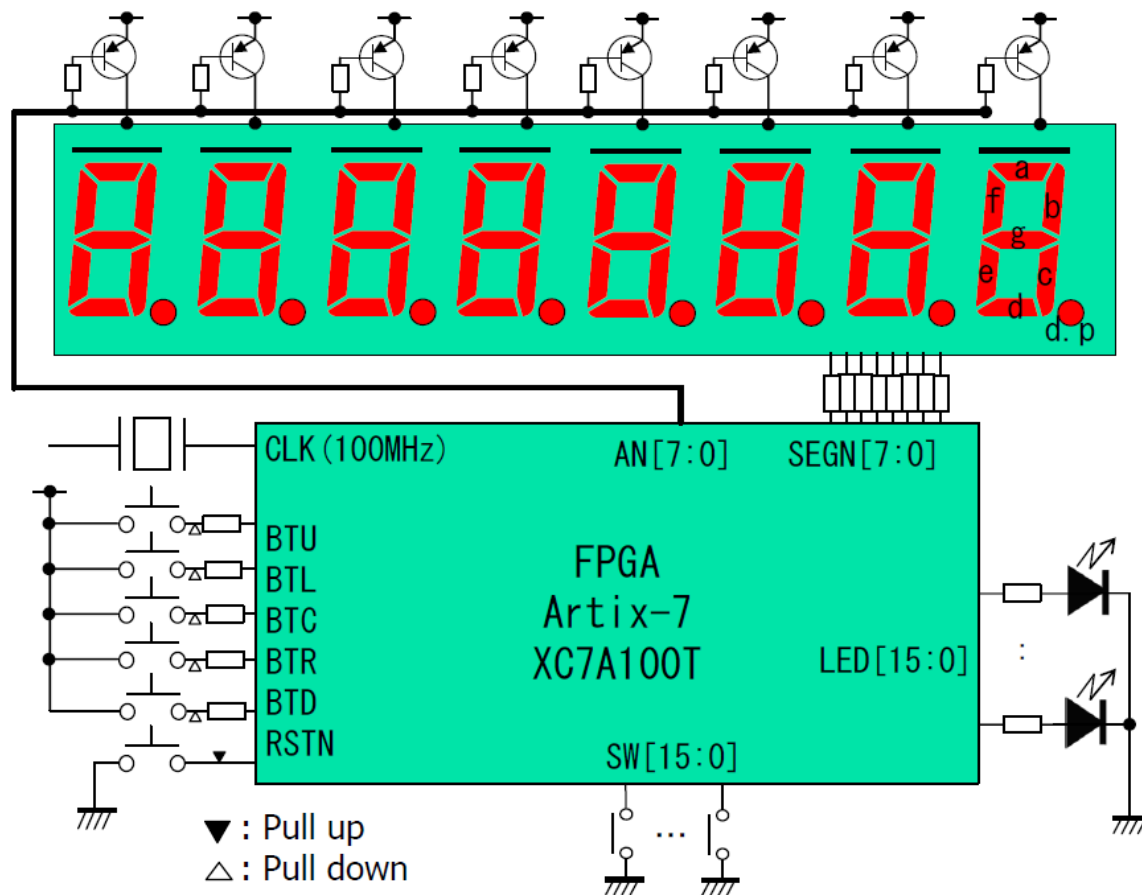 a
f
b
g
e
c
d
d. p
CLK(100MHz)
AN[7:0]
SEGN[7:0]
BTU
BTL
BTC
BTR
BTD
RSTN
FPGA
Artix-7
XC7A100T
LED[15:0]
:
SW[15:0]
...
▼: Pull up
△: Pull down